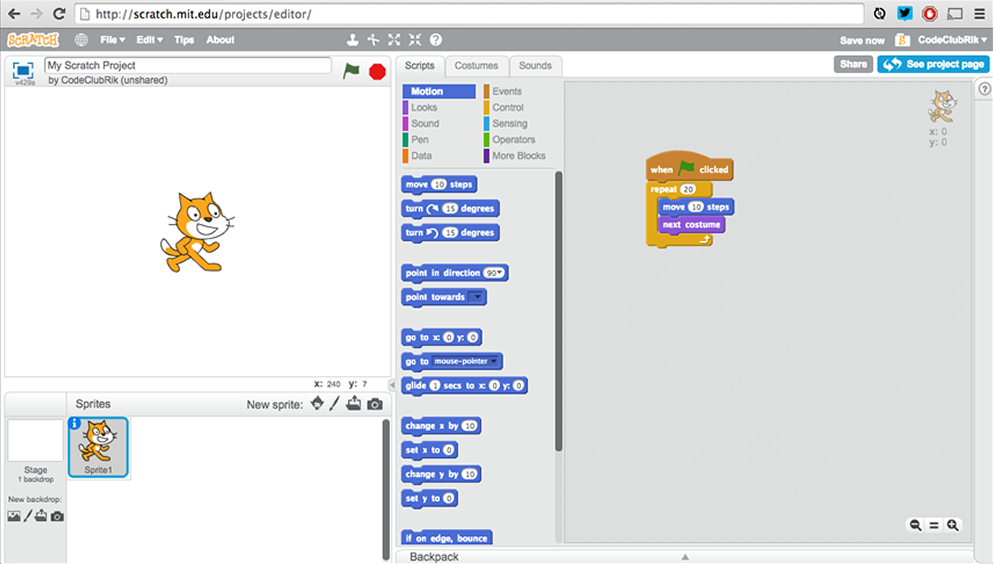 http://scratch.mit.edu/projects/editor/
SCRATCH File Edit Tips About Save now CodeClubRik
v429a My Scratch Project
by CodeClubRik (unshared)
Scripts Costumes Sounds Share See project page
Motion Events
Looks Control
Sound Sensing
Pen Operators
Data More Blocks
move 10 steps
turn 15 degrees
turn 15 degrees
point in direction 90
point towards
go to x: 0 y: 0
go to mouse-pointer
glide 1 secs to x: 0 y: 0
change x by 10
set x to 0
change y by 10
set y to 0
if on edge, bounce
when clicked
repeat 20
move 10 steps
next costume
x: 0
y: 0
x: 240 y: 7
Sprites New sprite:
Sprite1
Stage
1 backdrop
New backdrop:
Backpack